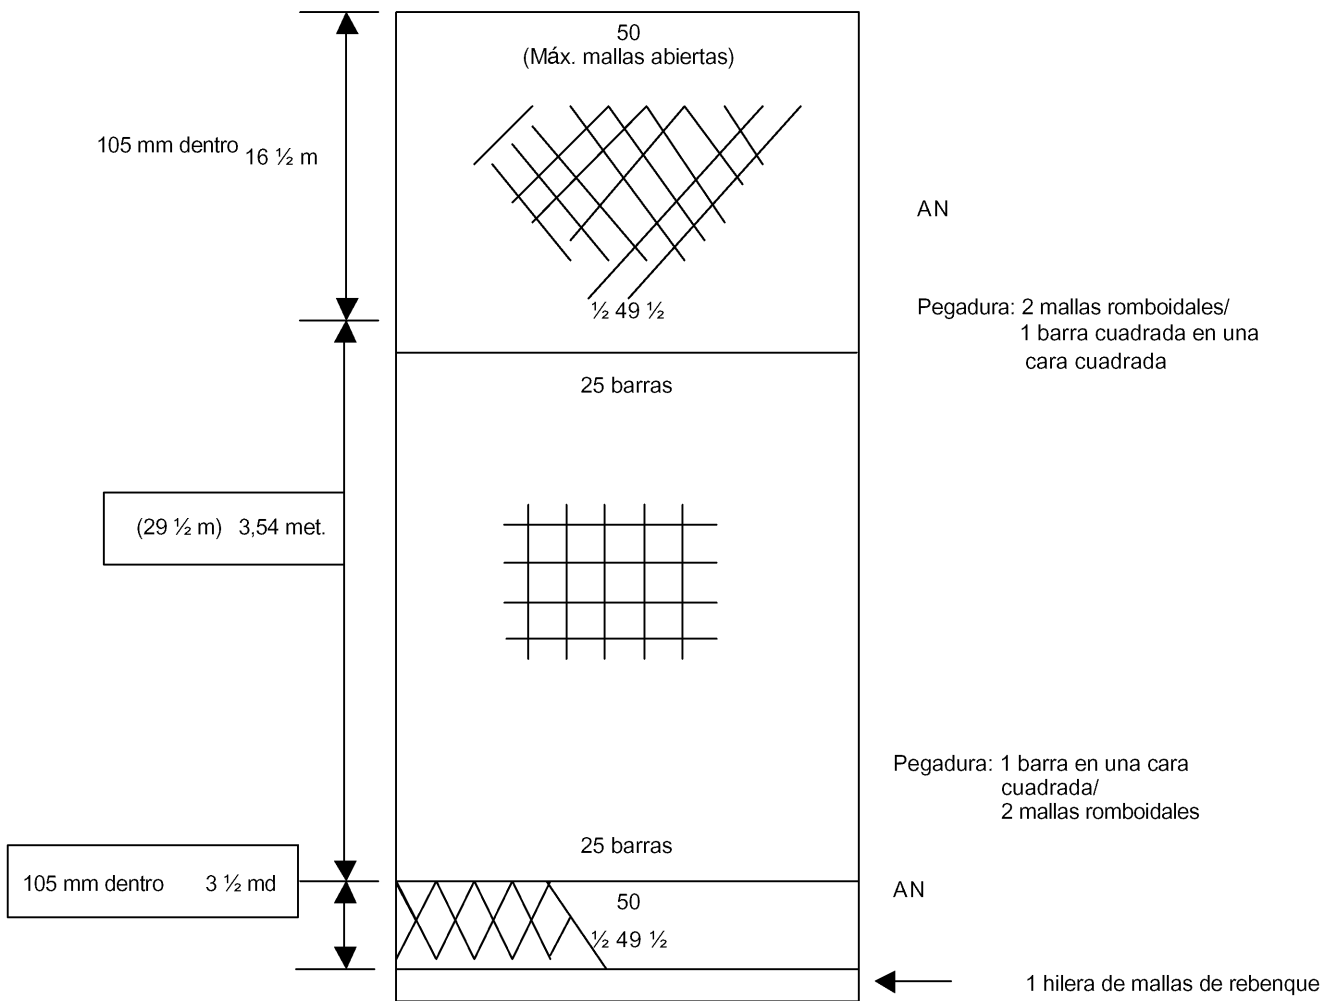 50
(Máx. mallas abiertas)
105 mm dentro 16 ½ m
AN
½ 49 ½
Pegadura: 2 mallas romboidales/
1 barra cuadrada en una
cara cuadrada
25 barras
(29 ½ m) 3,54 met.
Pegadura: 1 barra en una cara
cuadrada/
2 mallas romboidales
25 barras
105 mm dentro 3 ½ md
AN
50
½ 49 ½
1 hilera de mallas de rebenque